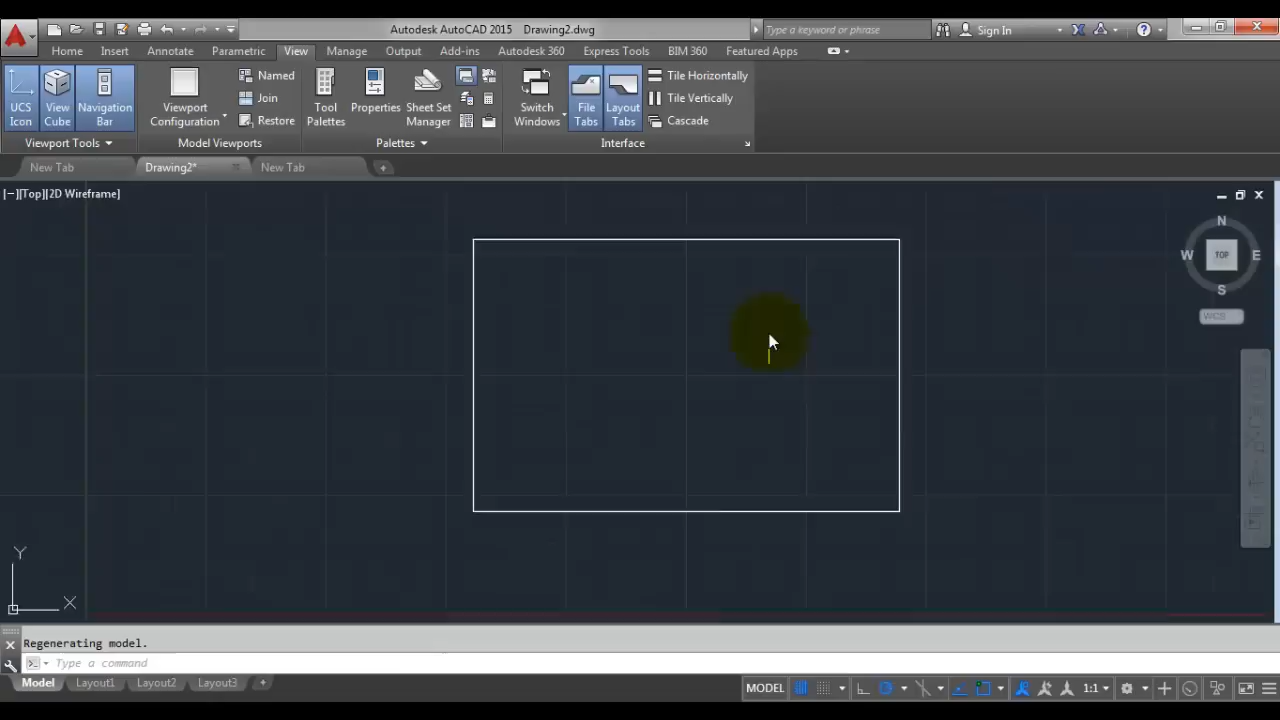 Autodesk AutoCAD 2015 Drawing2.dwg
Type a keyword or phrase
Sign In
Home Insert Annotate Parametric View Manage Output Add-ins Autodesk 360 Express Tools BIM 360 Featured Apps
UCS Icon
View Cube
Navigation Bar
Viewport Configuration
Named
Join
Restore
Tool Palettes
Properties
Sheet Set Manager
Switch Windows
File Tabs
Layout Tabs
Tile Horizontally
Tile Vertically
Cascade
Viewport Tools
Model Viewports
Palettes
Interface
New Tab Drawing2* New Tab
[−][Top][2D Wireframe]
N
W TOP E
S
WCS
Y
X
Regenerating model.
Type a command
Model Layout1 Layout2 Layout3
MODEL 1:1